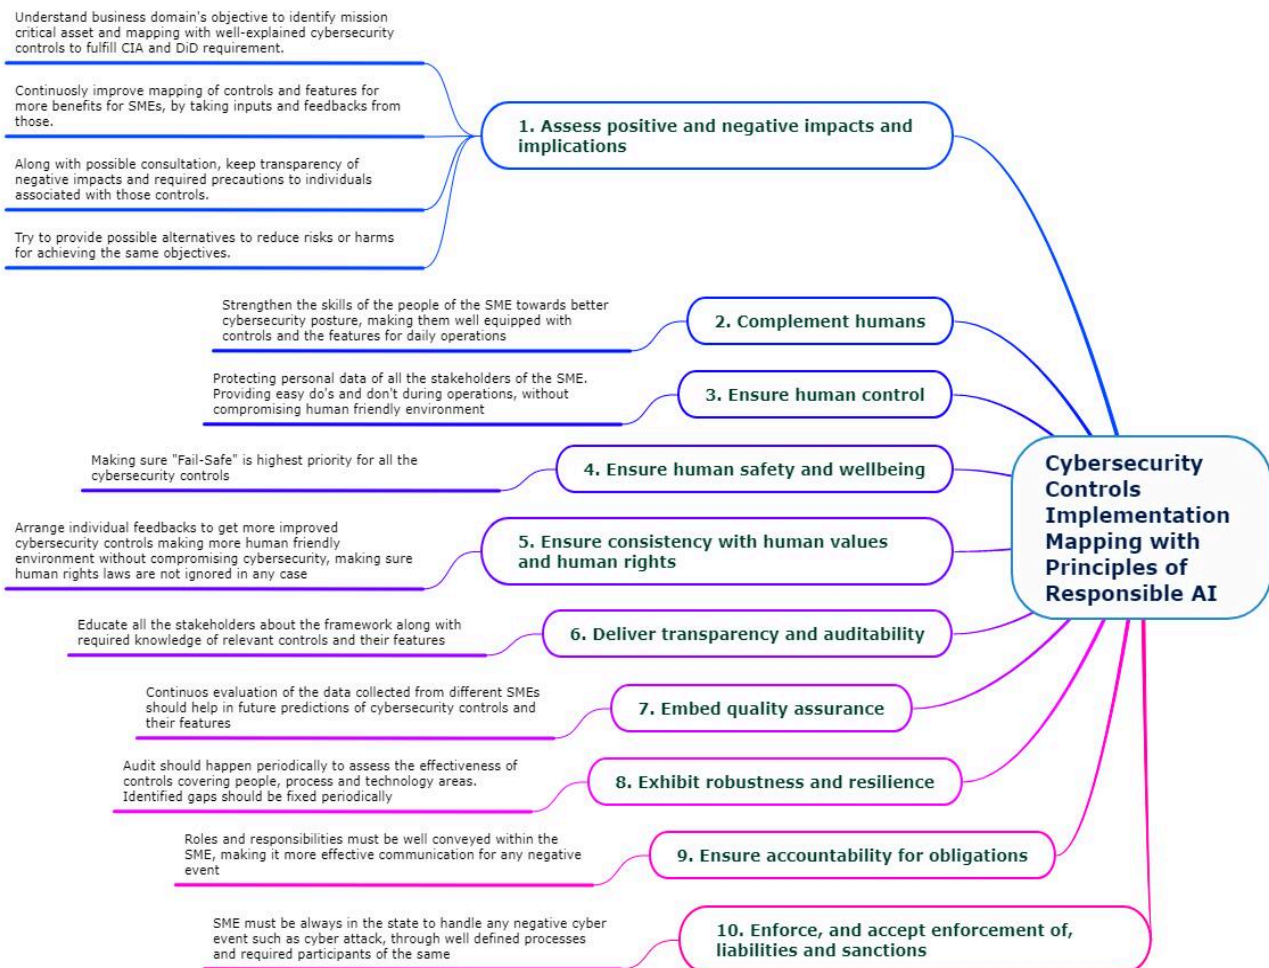 Understand business domain's objective to identify mission
critical asset and mapping with well-explained cybersecurity
controls to fulfill CIA and DiD requirement.
Continuosly improve mapping of controls and features for
more benefits for SMEs, by taking inputs and feedbacks from
those.
Along with possible consultation, keep transparency of
negative impacts and required precautions to individuals
associated with those controls.
Try to provide possible alternatives to reduce risks or harms
for achieving the same objectives.
1. Assess positive and negative impacts and
implications
Strengthen the skills of the people of the SME towards better
cybersecurity posture, making them well equipped with
controls and the features for daily operations
2. Complement humans
Protecting personal data of all the stakeholders of the SME.
Providing easy do's and don't during operations, without
compromising human friendly environment
3. Ensure human control
Making sure "Fail-Safe" is highest priority for all the
cybersecurity controls
4. Ensure human safety and wellbeing
Arrange individual feedbacks to get more improved
cybersecurity controls making more human friendly
environment without compromising cybersecurity, making sure
human rights laws are not ignored in any case
5. Ensure consistency with human values
and human rights
Educate all the stakeholders about the framework along with
required knowledge of relevant controls and their features
6. Deliver transparency and auditability
Continuos evaluation of the data collected from different SMEs
should help in future predictions of cybersecurity controls and
their features
7. Embed quality assurance
Audit should happen periodically to assess the effectiveness of
controls covering people, process and technology areas.
Identified gaps should be fixed periodically
8. Exhibit robustness and resilience
Roles and responsibilities must be well conveyed within the
SME, making it more effective communication for any negative
event
9. Ensure accountability for obligations
SME must be always in the state to handle any negative cyber
event such as cyber attack, through well defined processes
and required participants of the same
10. Enforce, and accept enforcement of,
liabilities and sanctions
Cybersecurity
Controls
Implementation
Mapping with
Principles of
Responsible AI